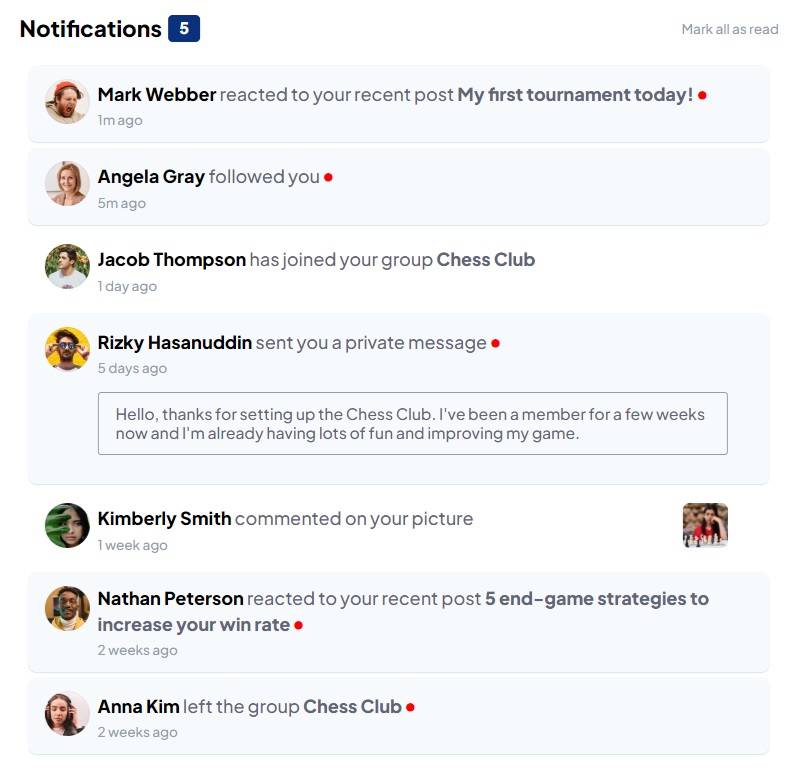 Notifications 5
Mark all as read
Mark Webber reacted to your recent post My first tournament today!
1m ago
Angela Gray followed you
5m ago
Jacob Thompson has joined your group Chess Club
1 day ago
Rizky Hasanuddin sent you a private message
5 days ago
Hello, thanks for setting up the Chess Club. I've been a member for a few weeks
now and I'm already having lots of fun and improving my game.
Kimberly Smith commented on your picture
1 week ago
Nathan Peterson reacted to your recent post 5 end-game strategies to
increase your win rate
2 weeks ago
Anna Kim left the group Chess Club
2 weeks ago